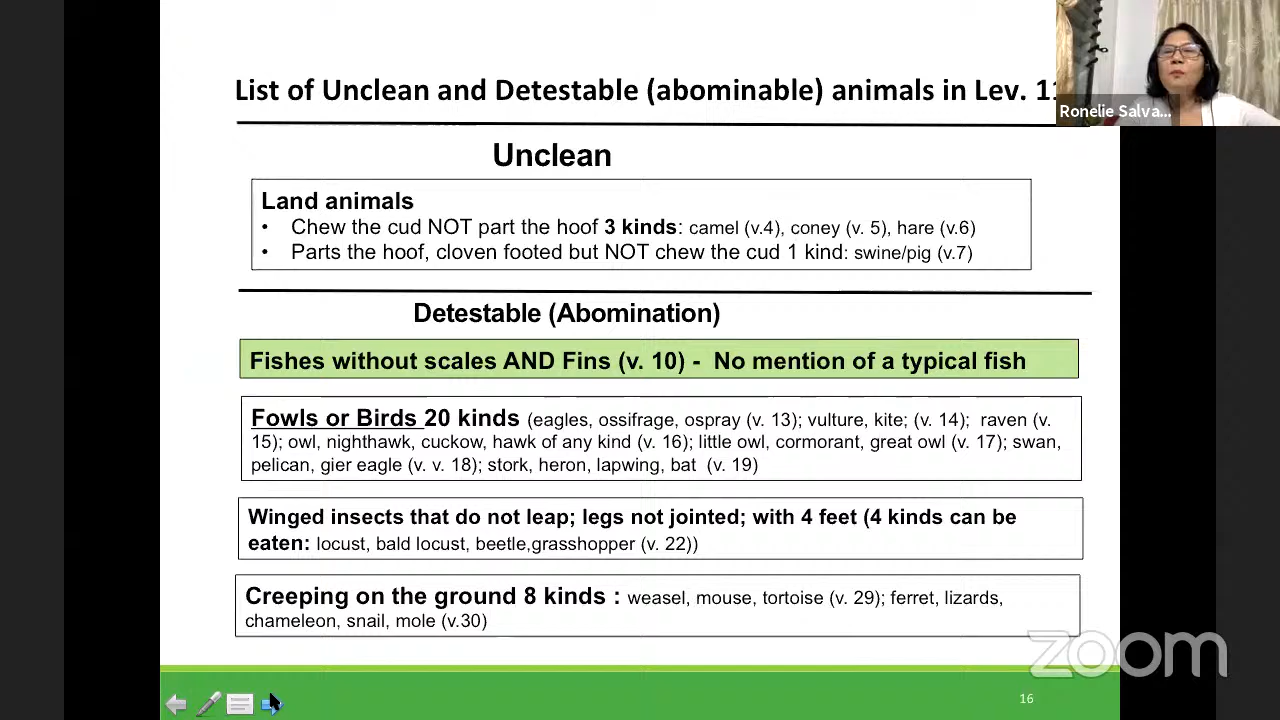 List of Unclean and Detestable (abominable) animals in Lev. 11
Ronelie Salva...
Unclean
Land animals
• Chew the cud NOT part the hoof 3 kinds: camel (v.4), coney (v. 5), hare (v.6)
• Parts the hoof, cloven footed but NOT chew the cud 1 kind: swine/pig (v.7)
Detestable (Abomination)
Fishes without scales AND Fins (v. 10) - No mention of a typical fish
Fowls or Birds 20 kinds (eagles, ossifrage, ospray (v. 13); vulture, kite; (v. 14); raven (v.
15); owl, nighthawk, cuckow, hawk of any kind (v. 16); little owl, cormorant, great owl (v. 17); swan,
pelican, gier eagle (v. v. 18); stork, heron, lapwing, bat (v. 19)
Winged insects that do not leap; legs not jointed; with 4 feet (4 kinds can be
eaten: locust, bald locust, beetle,grasshopper (v. 22))
Creeping on the ground 8 kinds : weasel, mouse, tortoise (v. 29); ferret, lizards,
chameleon, snail, mole (v.30)
zoom
16